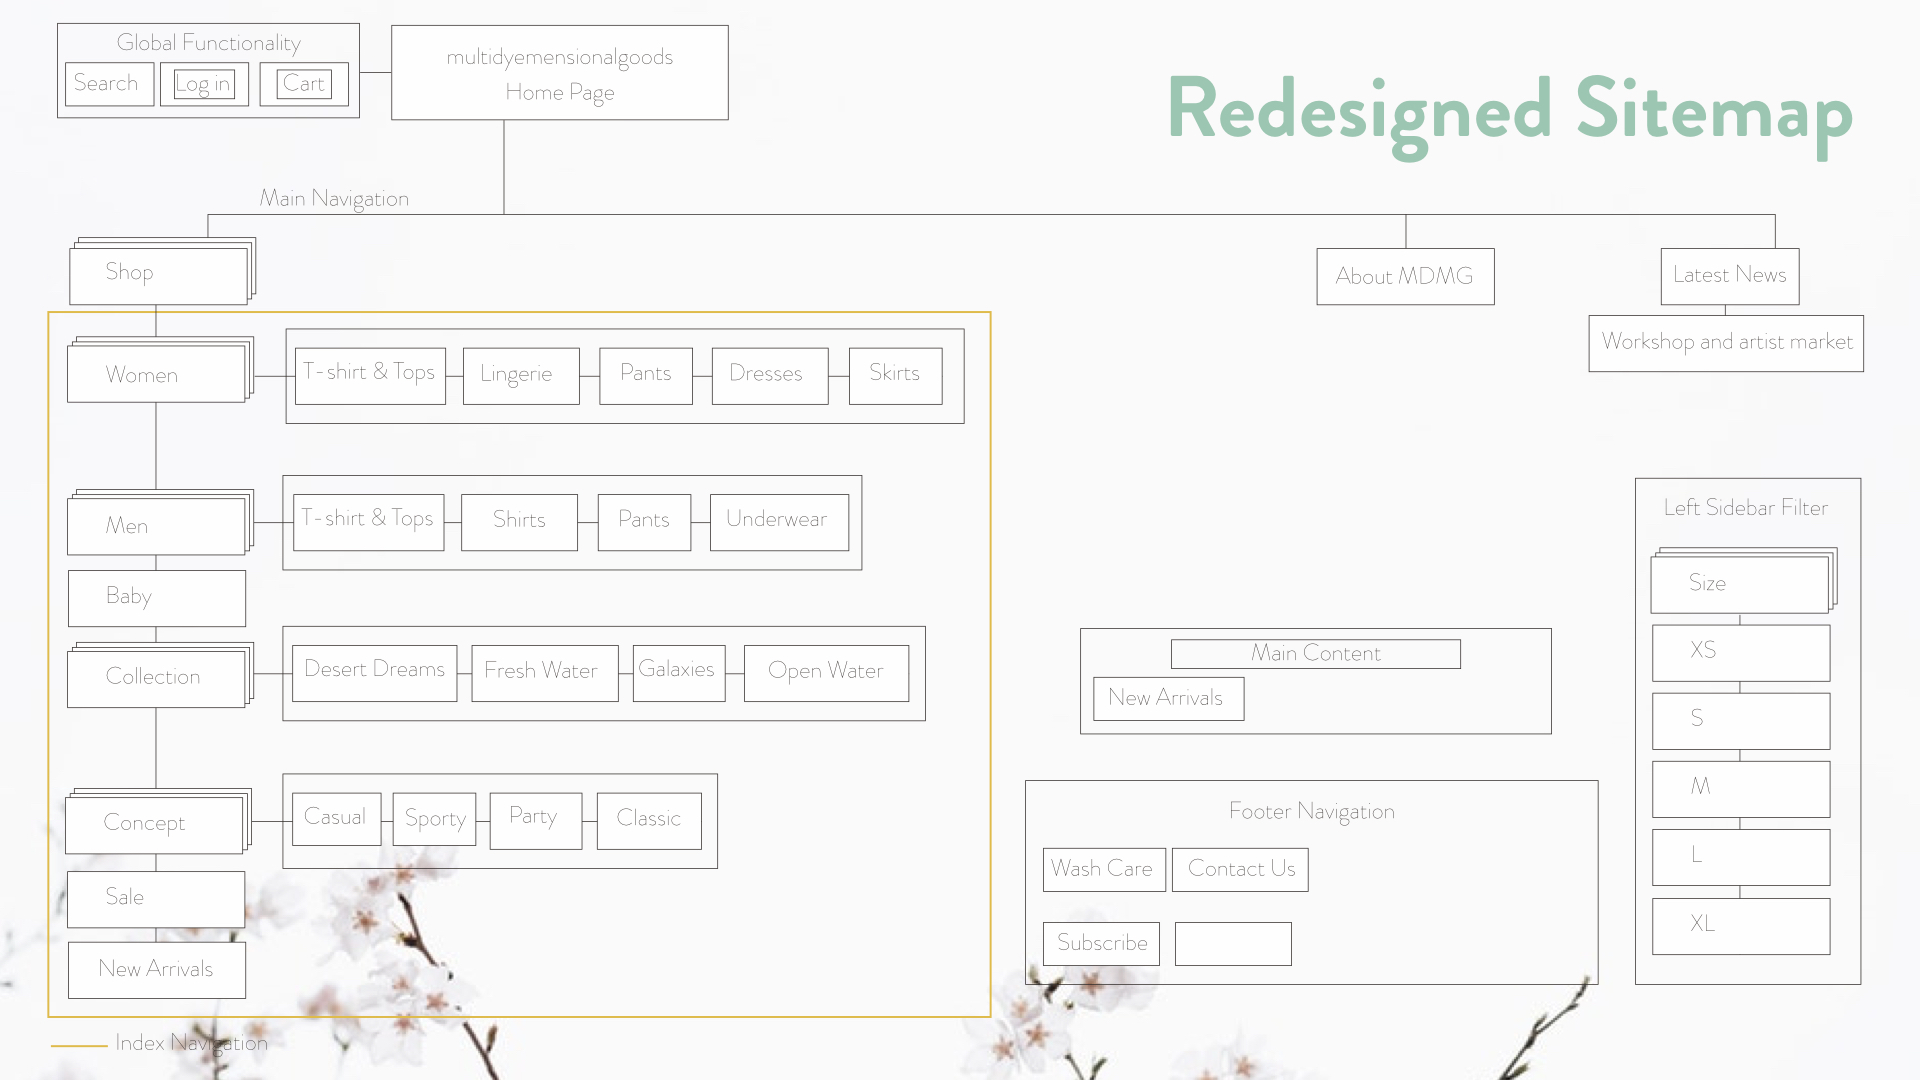 Global Functionality
Search
Log in
Cart
multidyemensionalgoods
Home Page
Redesigned Sitemap
Main Navigation
Shop
About MDMG
Latest News
Workshop and artist market
Women
T-shirt & Tops
Lingerie
Pants
Dresses
Skirts
Men
T-shirt & Tops
Shirts
Pants
Underwear
Baby
Collection
Desert Dreams
Fresh Water
Galaxies
Open Water
Concept
Casual
Sporty
Party
Classic
Sale
New Arrivals
Index Navigation
Main Content
New Arrivals
Footer Navigation
Wash Care
Contact Us
Subscribe
Left Sidebar Filter
Size
XS
S
M
L
XL